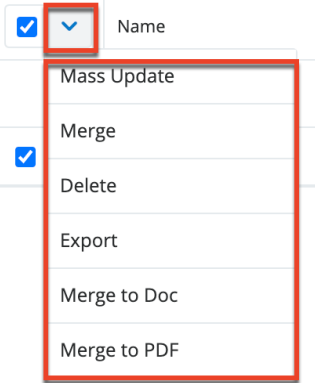 Name
Mass Update
Merge
Delete
Export
Merge to Doc
Merge to PDF